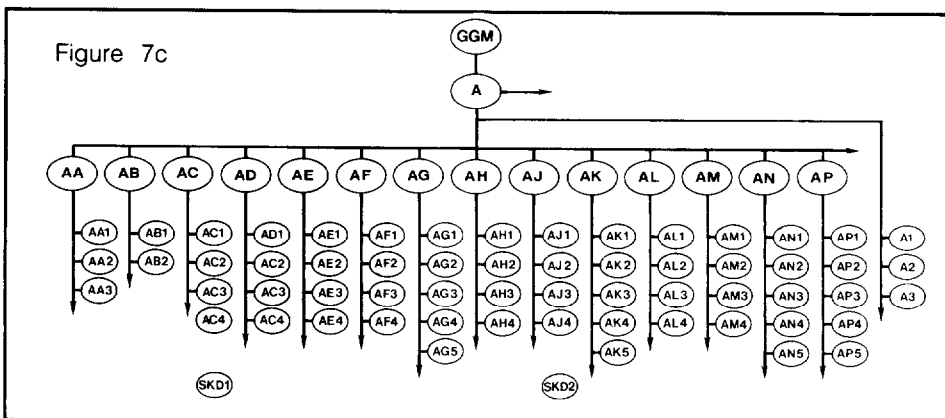 GGM
Figure 7c
A
AA AB AC AD AE AF AG AH AJ AK AL AM AN AP
AA1 AB1 AC1 AD1 AE1 AF1 AG1 AH1 AJ1 AK1 AL1 AM1 AN1 AP1 A1
AA2 AB2 AC2 AC2 AE2 AF2 AG2 AH2 AJ2 AK2 AL2 AM2 AN2 AP2 A2
AA3 AC3 AC3 AE3 AF3 AG3 AH3 AJ3 AK3 AL3 AM3 AN3 AP3 A3
AC4 AC4 AE4 AF4 AG4 AH4 AJ4 AK4 AL4 AM4 AN4 AP4
AG5 AK5 AN5 AP5
SKD1 SKD2